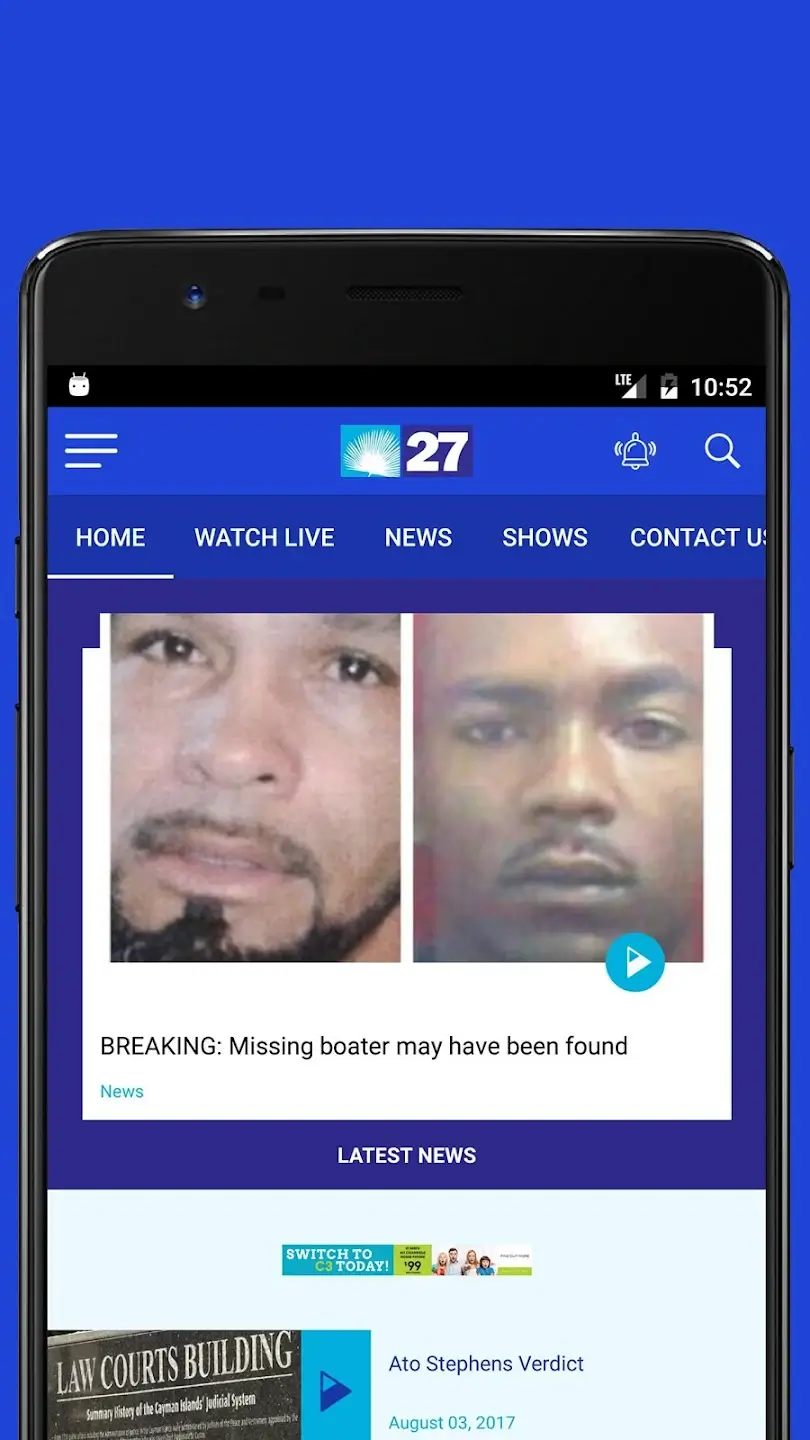 LTE
10:52
27
HOME WATCH LIVE NEWS SHOWS CONTACT US
BREAKING: Missing boater may have been found
News
LATEST NEWS
SWITCH TO
C3 TODAY!
$99
LAW COURTS BUILDING
Summary History of the Cayman Islands' Judicial System
Ato Stephens Verdict
August 03, 2017